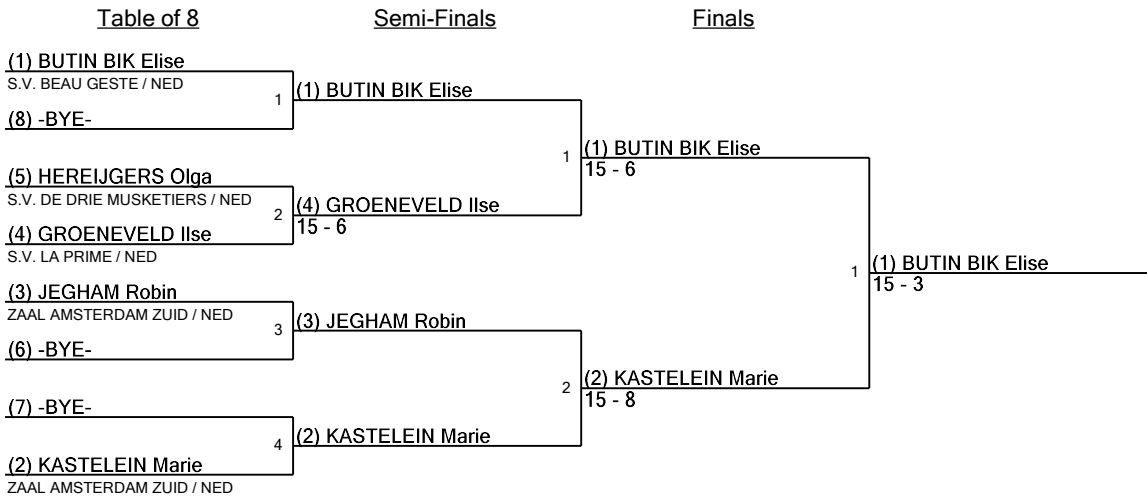 Table of 8
Semi-Finals
Finals
(1) BUTIN BIK Elise
S.V. BEAU GESTE / NED
1
(1) BUTIN BIK Elise
(8) -BYE-
1
(1) BUTIN BIK Elise
15 - 6
(5) HEREIJGERS Olga
S.V. DE DRIE MUSKETIERS / NED
2
(4) GROENEVELD Ilse
15 - 6
(4) GROENEVELD Ilse
S.V. LA PRIME / NED
1
(1) BUTIN BIK Elise
15 - 3
(3) JEGHAM Robin
ZAAL AMSTERDAM ZUID / NED
3
(3) JEGHAM Robin
(6) -BYE-
2
(2) KASTELEIN Marie
15 - 8
(7) -BYE-
4
(2) KASTELEIN Marie
(2) KASTELEIN Marie
ZAAL AMSTERDAM ZUID / NED